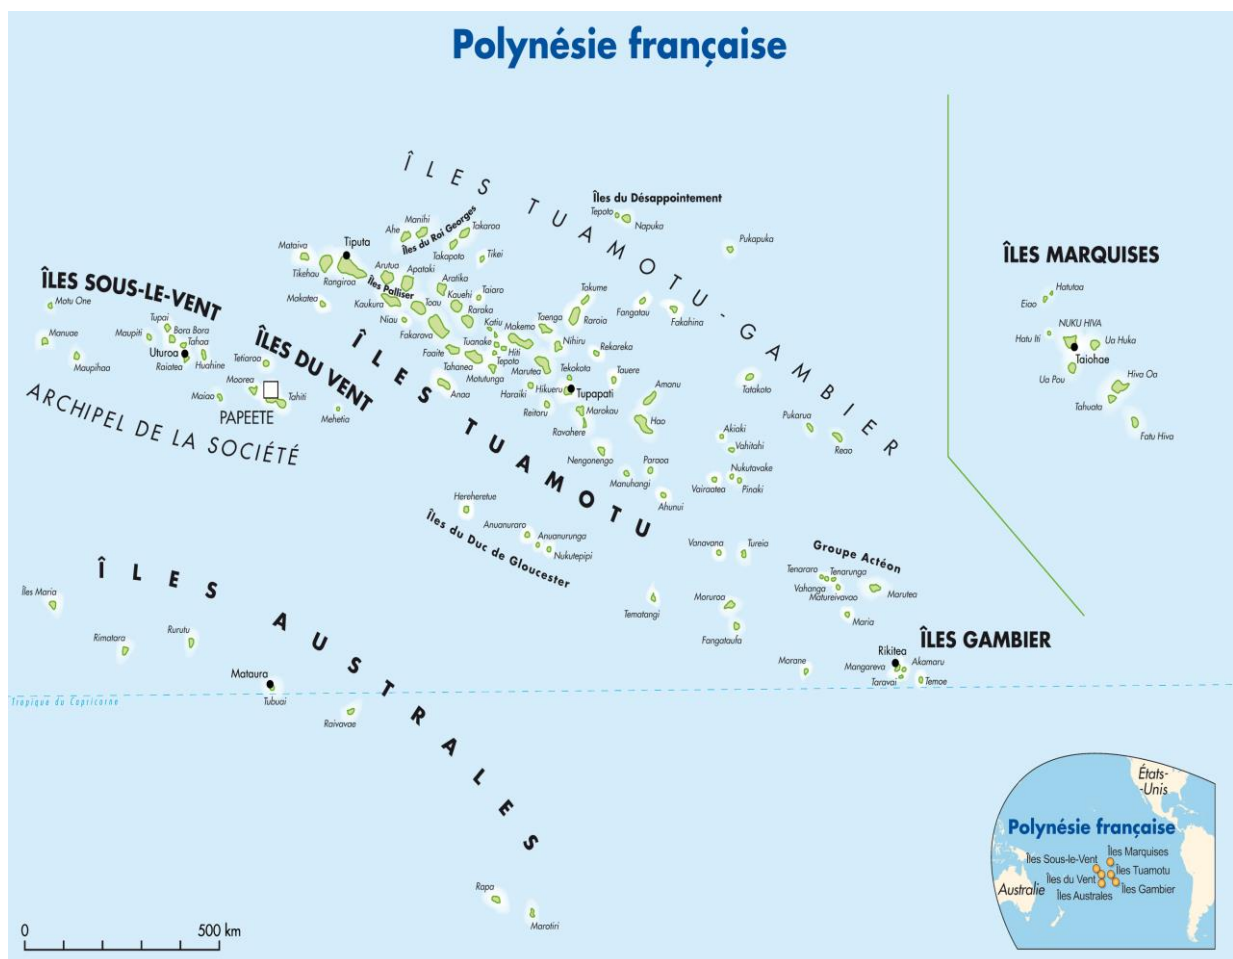 Polynésie française
ÎLES TUAMOTU-GAMBIER
Îles du Désappointement
Tepoto
Napuka
Pukapuka
Manihi
Ahe
Îles du Roi Georges
Takaroa
Takapoto
Tikei
Tiputa
Mataiva
Tikehau
Rangiroa
Arutua
Apataki
Îles Palliser
Aratika
Kauehi
Taiaro
Makatea
Kaukura
Toau
Raraka
Niau
Fakarava
Katiu
Makemo
Taenga
Takume
Raroia
Fangatau
Fakahina
Tuanake
Hiti
Tepoto
Nihiru
Rekareka
Faaite
Tahanea
Motutunga
Marutea
Tekokota
Tauere
Anaa
Haraiki
Hikueru
Tupapati
Reitoru
Marokau
Ravahere
Amanu
Hao
Tatakoto
Pukarua
Reao
Akiaki
Vahitahi
Nengonengo
Paraoa
Manuhangi
Ahunui
Nukutavake
Vairaatea
Pinaki
ÎLES TUAMOTU
ÎLES SOUS-LE-VENT
Motu One
Manuae
Maupihaa
Tupai
Maupiti
Bora Bora
Tahaa
Uturoa
Raiatea
Huahine
ÎLES DU VENT
Tetiaroa
Moorea
Maiao
Tahiti
PAPEETE
Mehetia
ARCHIPEL DE LA SOCIÉTÉ
Hereheretue
Anuanuraro
Anuanurunga
Nukutepipi
Îles du Duc de Gloucester
Vanavana
Tureia
Groupe Actéon
Tenararo
Tenarunga
Vahanga
Matureivavao
Marutea
Maria
Tematangi
Moruroa
Fangataufa
ÎLES GAMBIER
Rikitea
Morane
Mangareva
Akamaru
Taravai
Temoe
ÎLES AUSTRALES
Îles Maria
Rimatara
Rurutu
Mataura
Tubuai
Raivavae
Rapa
Marotiri
Tropique du Capricorne
ÎLES MARQUISES
Hatutaa
Eiao
NUKU HIVA
Hatu Iti
Ua Huka
Taiohae
Ua Pou
Hiva Oa
Tahuata
Fatu Hiva
0 500 km
États-
-Unis
Polynésie française
Îles Marquises
Îles Sous-le-Vent
Îles Tuamotu
Îles du Vent
Îles Gambier
Australie
Îles Australes